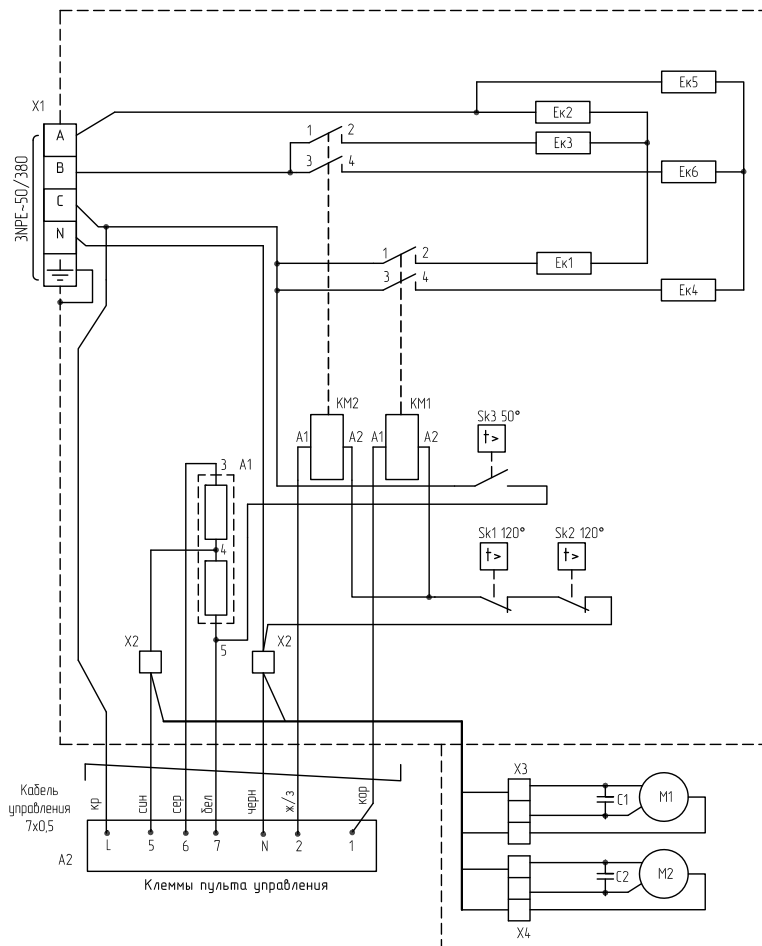 X1
A
B
C
N
3NPE~50/380
Ек5
Ек2
1 2
Ек3
3 4
Ек6
1 2
Ек1
3 4
Ек4
КМ2
КМ1
A1 A2 A1 A2
Sk3 50°
t>
3 A1
4
5
Sk1 120°
t>
Sk2 120°
t>
X2
X2
Кабель
управления
7х0,5
кр
син
сер
бел
черн
ж/з
кор
L 5 6 7 N 2 1
A2
Клеммы пульта управления
X3
C1
M1
C2
M2
X4